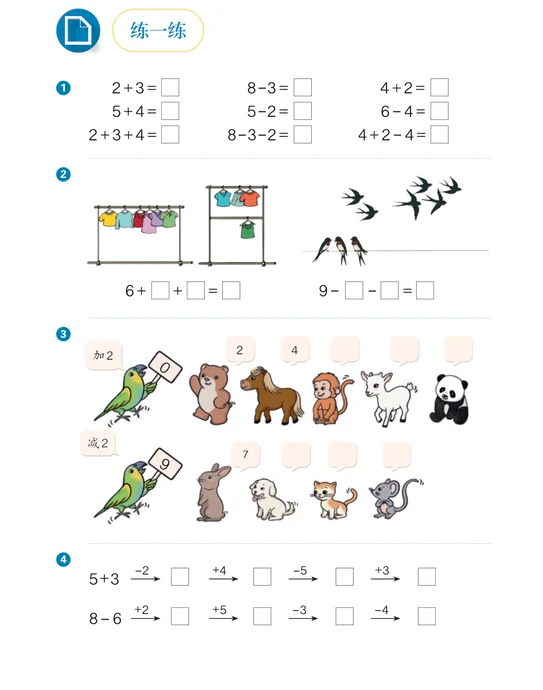 练一练
1
2+3=□ 8-3=□ 4+2=□
5+4=□ 5-2=□ 6-4=□
2+3+4=□ 8-3-2=□ 4+2-4=□
2
6+□+□=□ 9-□-□=□
3
加2 0 2 4
减2 9 7
4
5+3 -2 □ +4 □ -5 □ +3 □
8-6 +2 □ +5 □ -3 □ -4 □